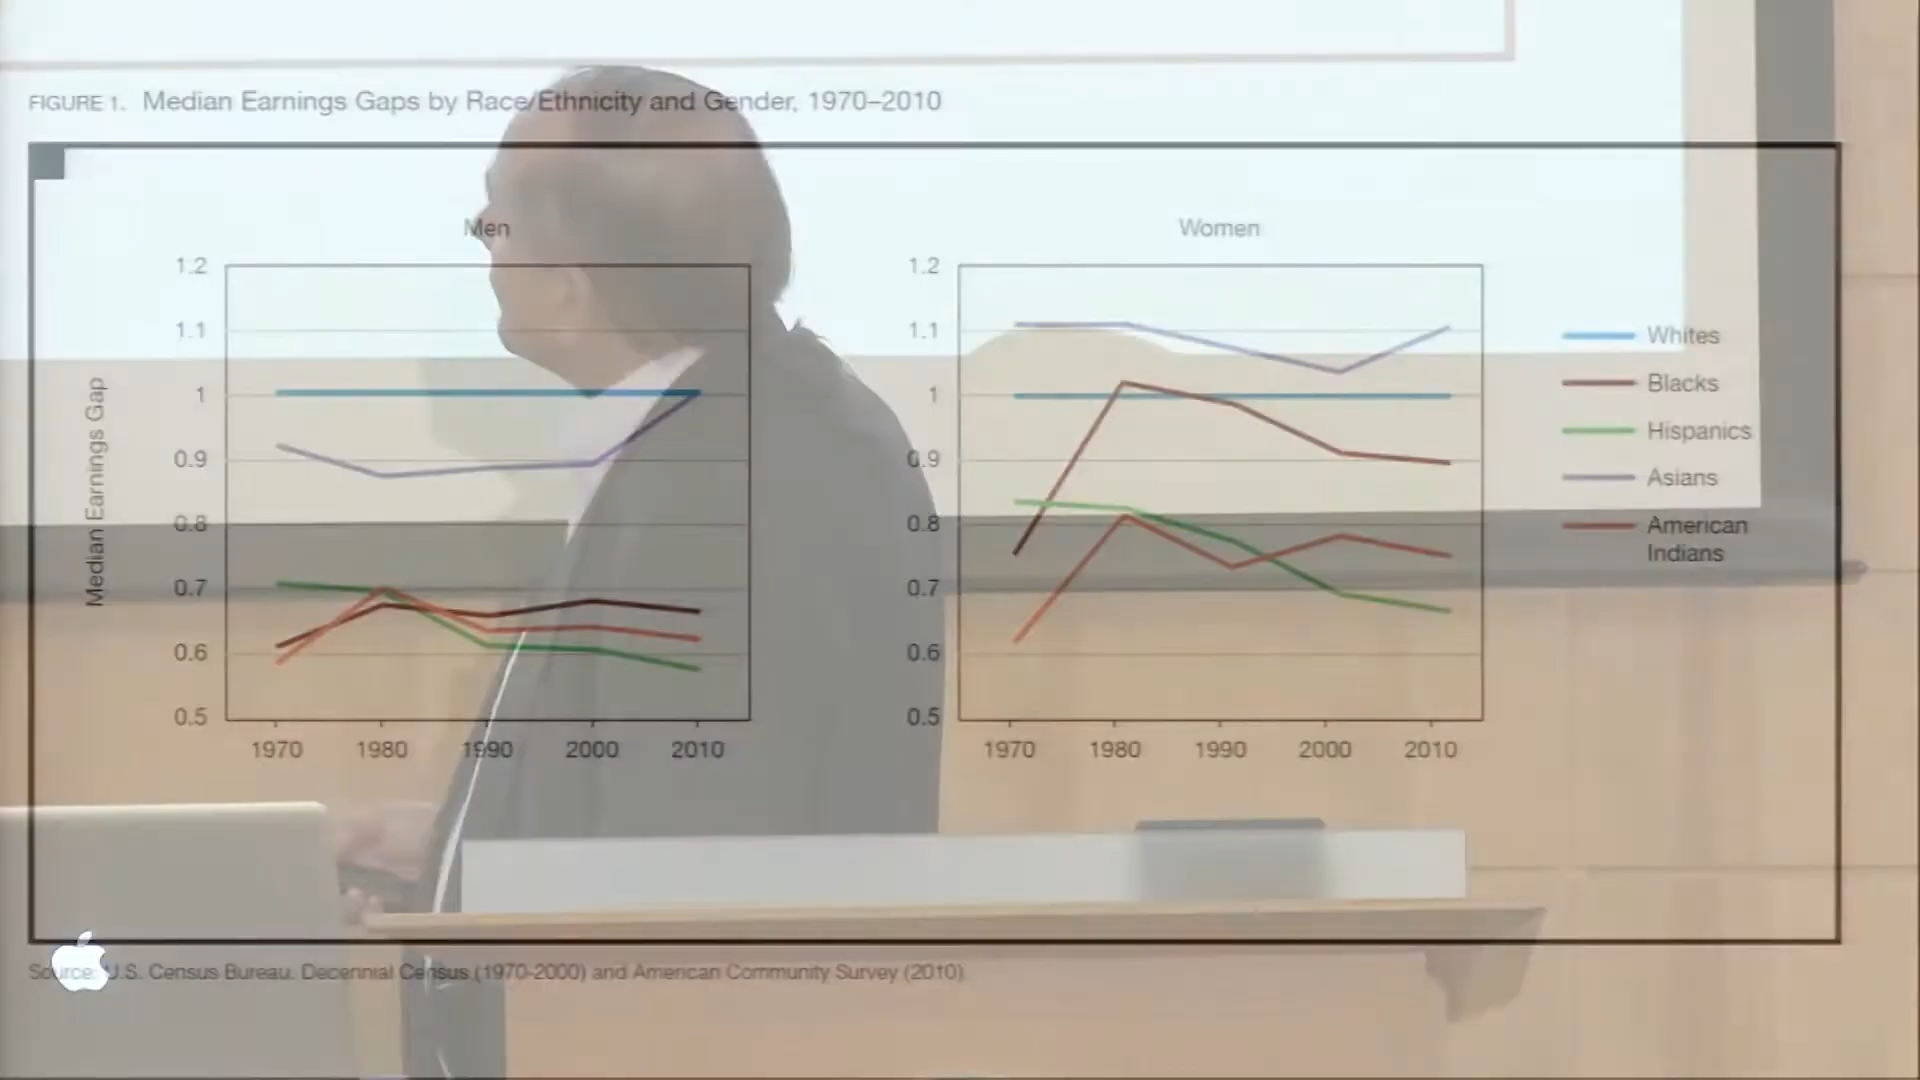 FIGURE 1. Median Earnings Gaps by Race/Ethnicity and Gender, 1970–2010
Men
Women
Median Earnings Gap
1.2
1.1
1
0.9
0.8
0.7
0.6
0.5
1970 1980 1990 2000 2010
1.2
1.1
1
0.9
0.8
0.7
0.6
0.5
1970 1980 1990 2000 2010
Whites
Blacks
Hispanics
Asians
American
Indians
Source: U.S. Census Bureau. Decennial Census (1970-2000) and American Community Survey (2010).